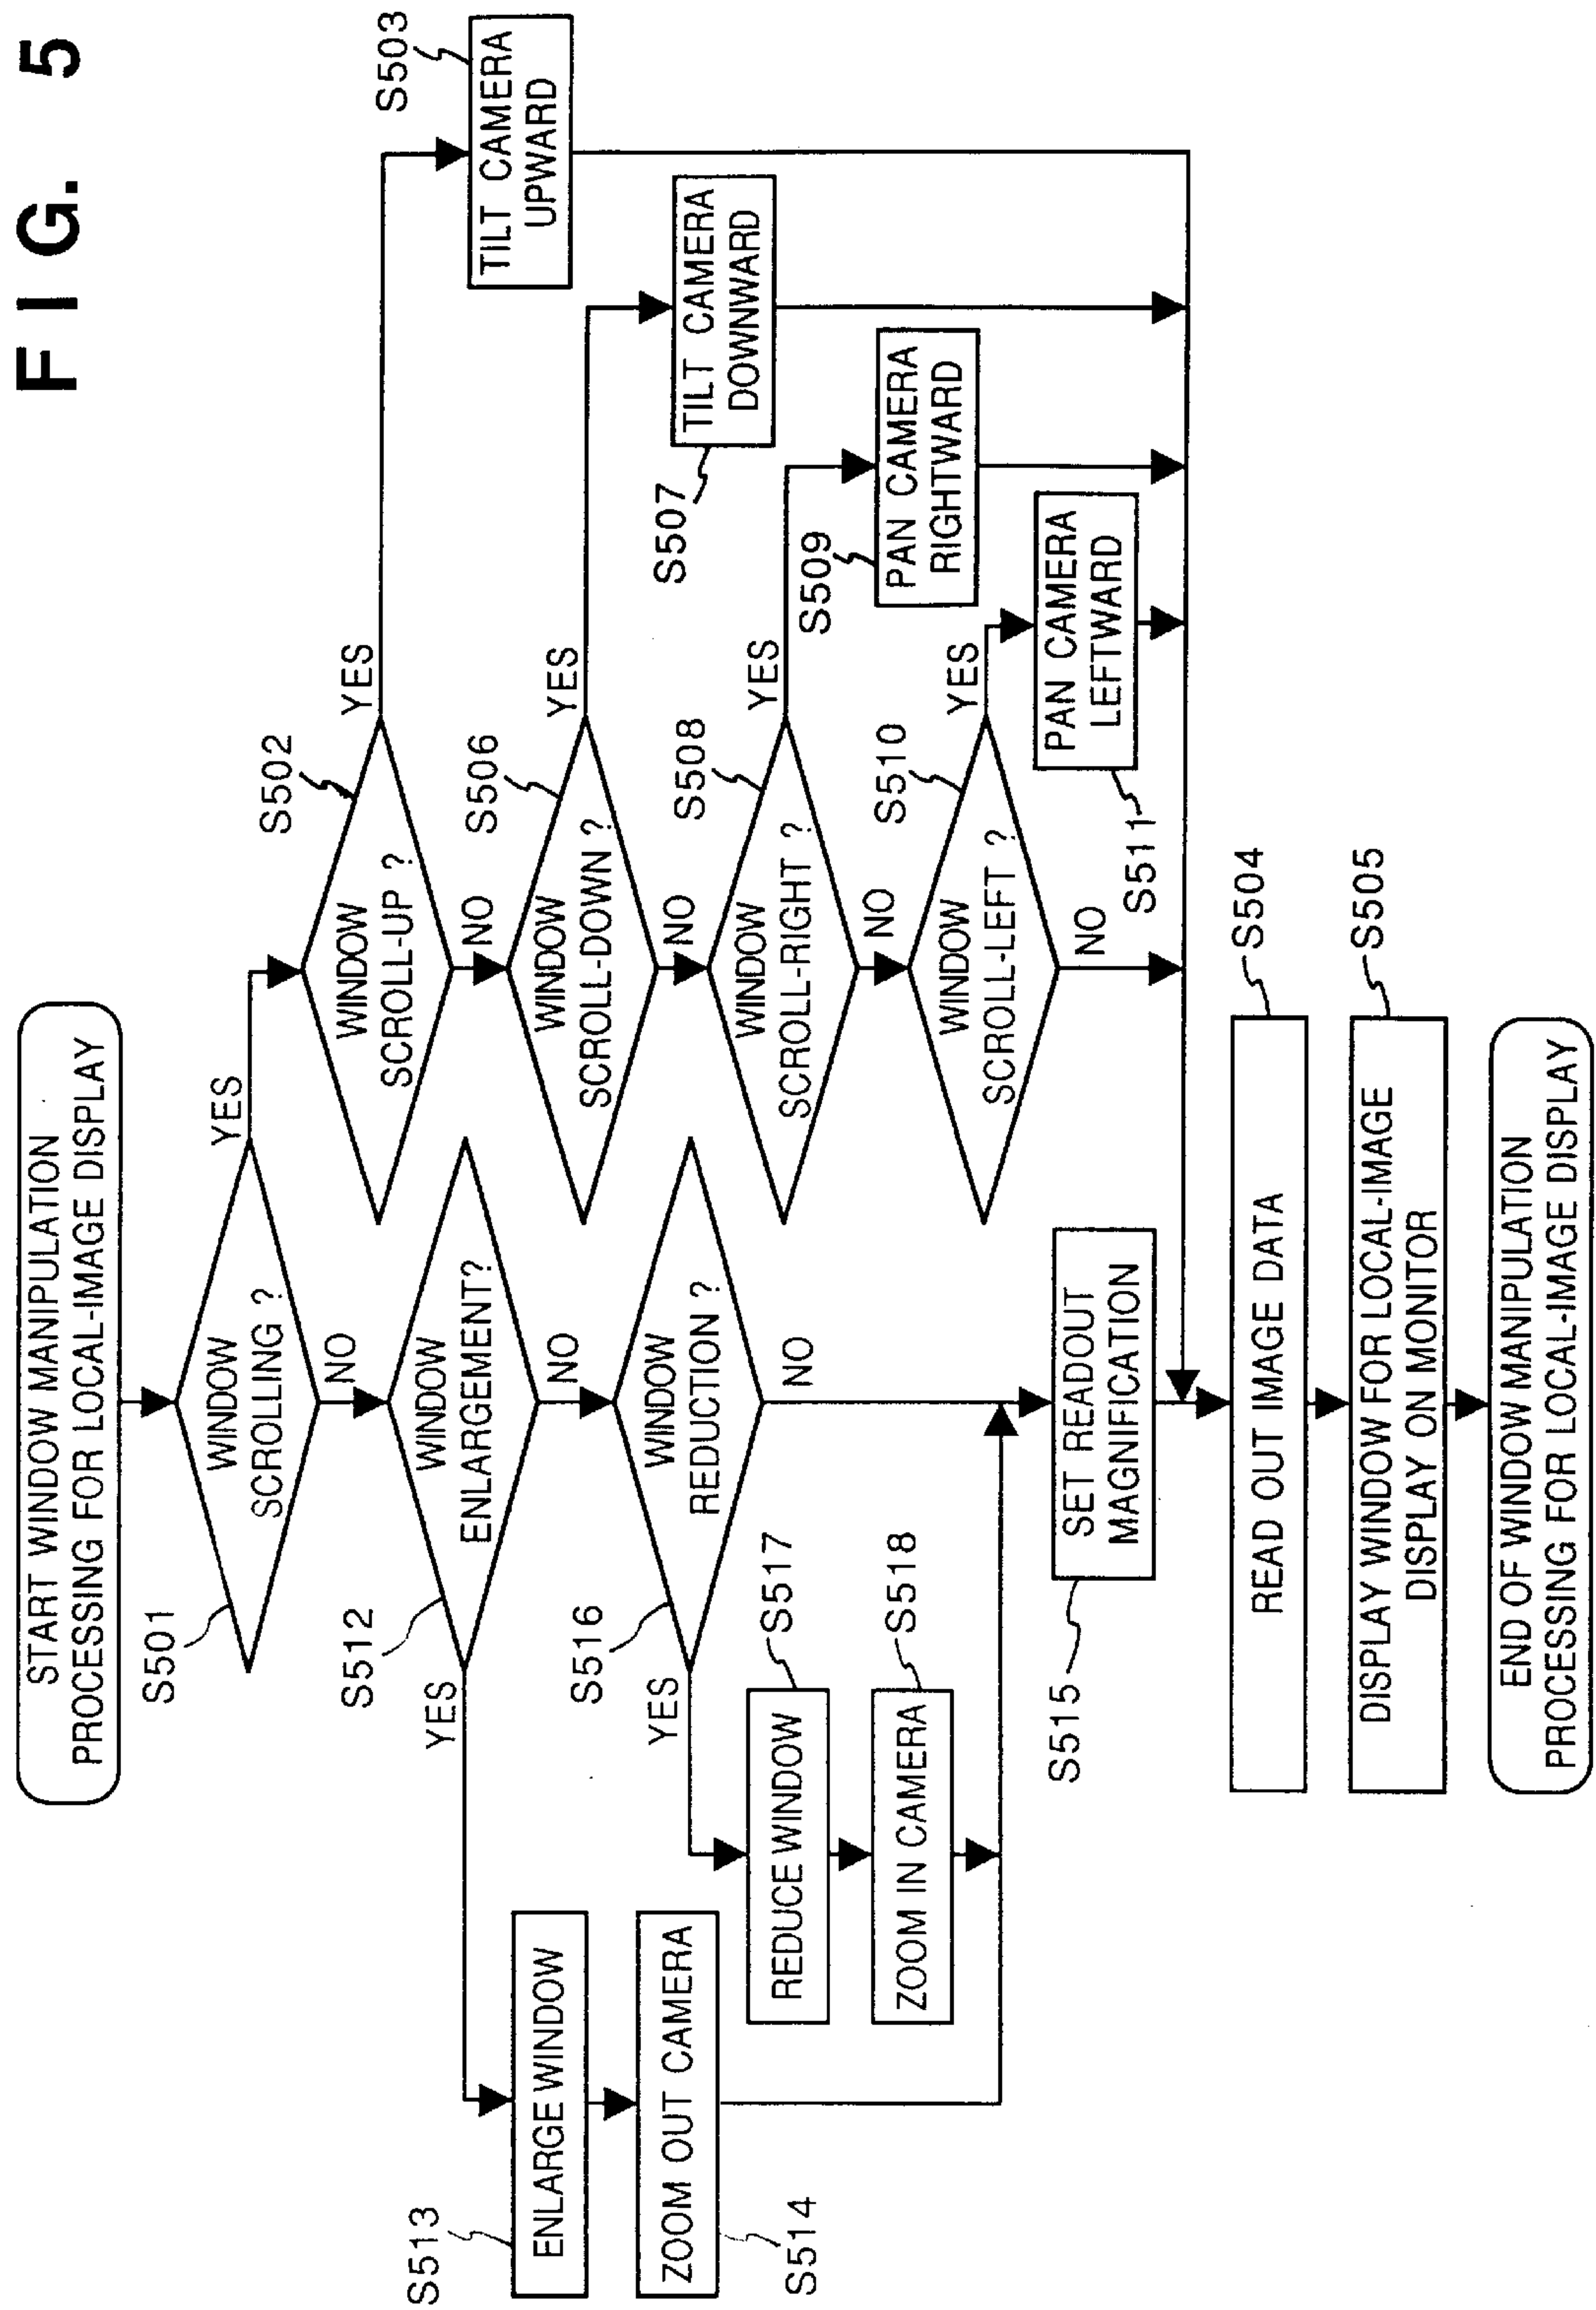 FIG. 5
START WINDOW MANIPULATION
PROCESSING FOR LOCAL-IMAGE DISPLAY
S501
WINDOW
SCROLLING ?
YES
NO
S502
WINDOW
SCROLL-UP ?
YES
NO
S503
TILT CAMERA
UPWARD
S506
WINDOW
SCROLL-DOWN ?
YES
NO
S507
TILT CAMERA
DOWNWARD
S508
WINDOW
SCROLL-RIGHT ?
YES
NO
S509
PAN CAMERA
RIGHTWARD
S510
WINDOW
SCROLL-LEFT ?
YES
NO
S511
PAN CAMERA
LEFTWARD
S512
WINDOW
ENLARGEMENT?
YES
NO
S513
ENLARGE WINDOW
S514
ZOOM OUT CAMERA
S516
WINDOW
REDUCTION ?
YES
NO
S517
REDUCE WINDOW
S518
ZOOM IN CAMERA
S515
SET READOUT
MAGNIFICATION
S504
READ OUT IMAGE DATA
S505
DISPLAY WINDOW FOR LOCAL-IMAGE
DISPLAY ON MONITOR
END OF WINDOW MANIPULATION
PROCESSING FOR LOCAL-IMAGE DISPLAY